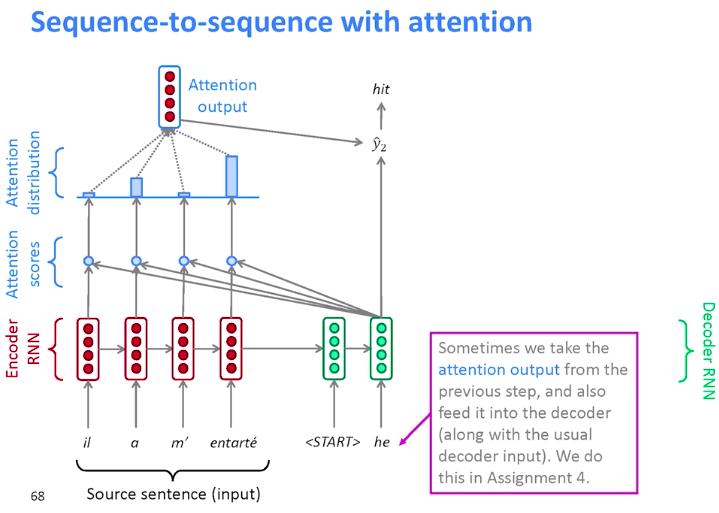 Sequence-to-sequence with attention
Attention
output
hit
ŷ₂
Attention
distribution
Attention
scores
Encoder
RNN
Decoder RNN
Sometimes we take the
attention output from the
previous step, and also
feed it into the decoder
(along with the usual
decoder input). We do
this in Assignment 4.
il a m’ entarté <START> he
Source sentence (input)
68